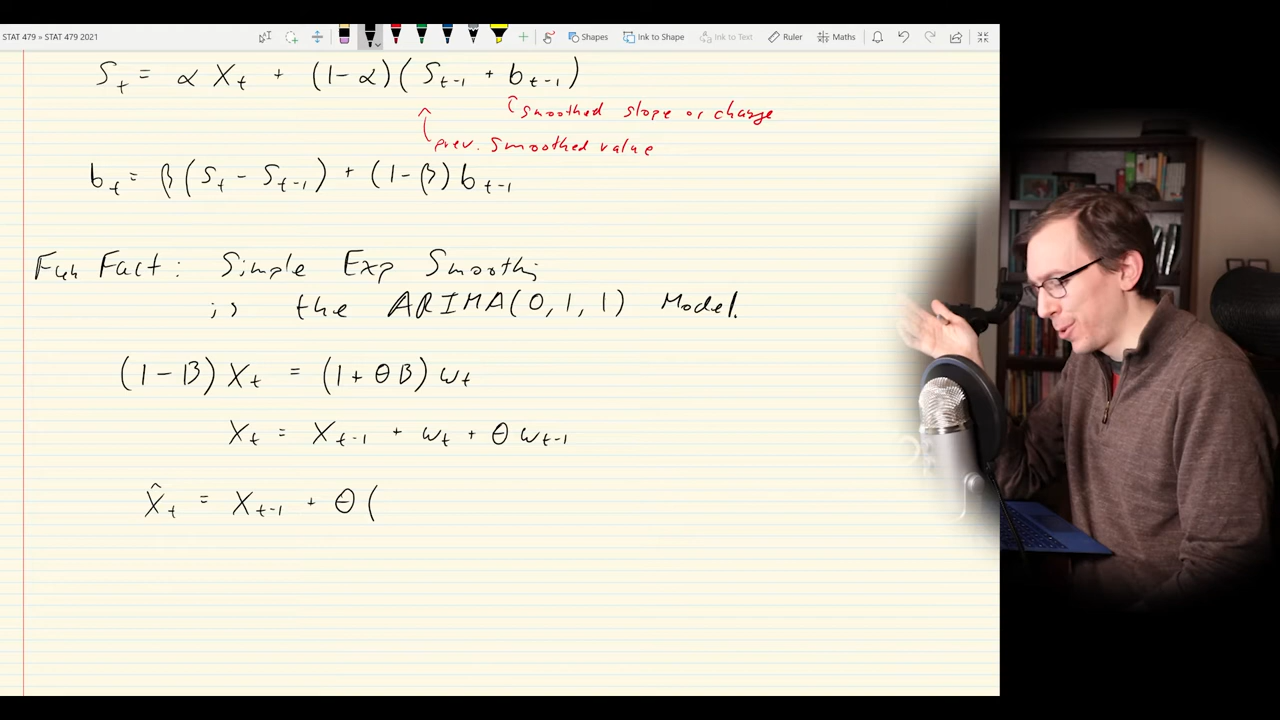 STAT 479 » STAT 479 2021
Shapes Ink to Shape Ink to Text Ruler Maths
S_t = α X_t + (1-α)(S_{t-1} + b_{t-1})
smoothed slope or change
prev. smoothed value
b_t = β(S_t - S_{t-1}) + (1-β) b_{t-1}
Fun Fact: Simple Exp Smoothing
is the ARIMA(0,1,1) Model.
(1-B) X_t = (1+θB) w_t
X_t = X_{t-1} + w_t + θ w_{t-1}
X̂_t = X_{t-1} + θ(